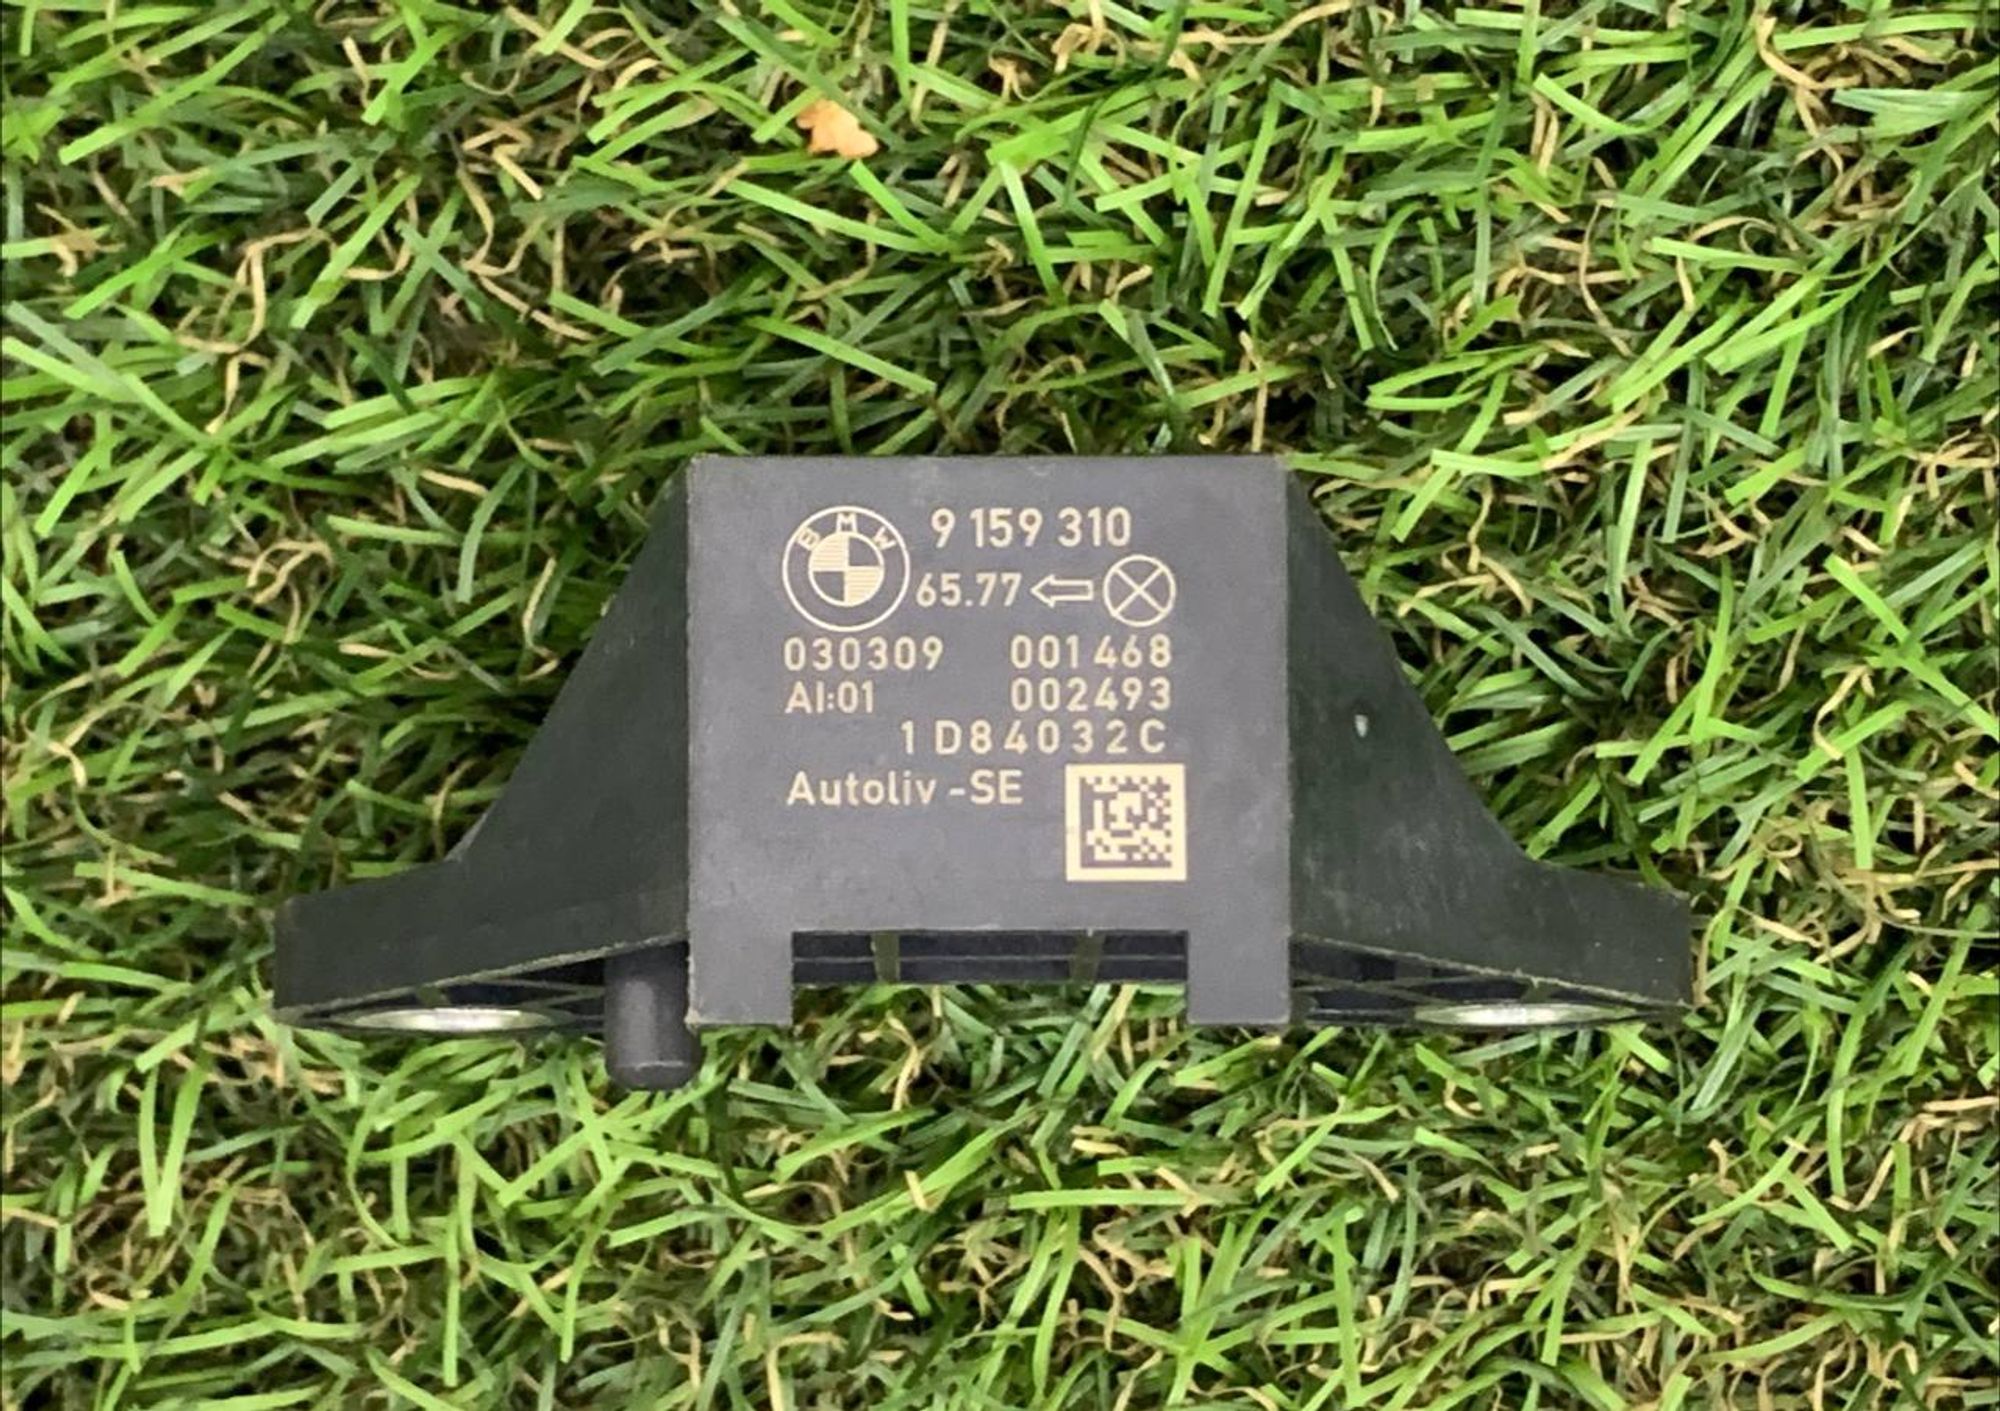 BMW 9 159 310
65.77
030309 001468
AI:01 002493
1D84032C
Autoliv -SE